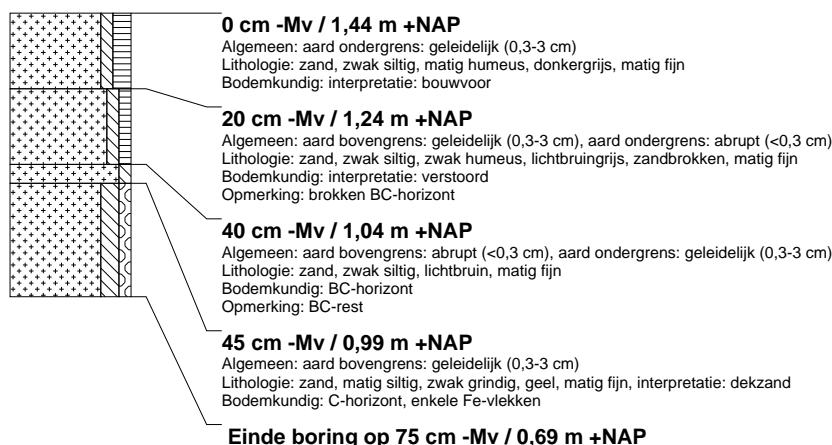 0 cm -Mv / 1,44 m +NAP
Algemeen: aard ondergrens: geleidelijk (0,3-3 cm)
Lithologie: zand, zwak siltig, matig humeus, donkergrijs, matig fijn
Bodemkundig: interpretatie: bouwvoor
20 cm -Mv / 1,24 m +NAP
Algemeen: aard bovengrens: geleidelijk (0,3-3 cm), aard ondergrens: abrupt (<0,3 cm)
Lithologie: zand, zwak siltig, zwak humeus, lichtbruingrijs, zandbrokken, matig fijn
Bodemkundig: interpretatie: verstoord
Opmerking: brokken BC-horizont
40 cm -Mv / 1,04 m +NAP
Algemeen: aard bovengrens: abrupt (<0,3 cm), aard ondergrens: geleidelijk (0,3-3 cm)
Lithologie: zand, zwak siltig, lichtbruin, matig fijn
Bodemkundig: BC-horizont
Opmerking: BC-rest
45 cm -Mv / 0,99 m +NAP
Algemeen: aard bovengrens: geleidelijk (0,3-3 cm)
Lithologie: zand, matig siltig, zwak grindig, geel, matig fijn, interpretatie: dekzand
Bodemkundig: C-horizont, enkele Fe-vlekken
Einde boring op 75 cm -Mv / 0,69 m +NAP